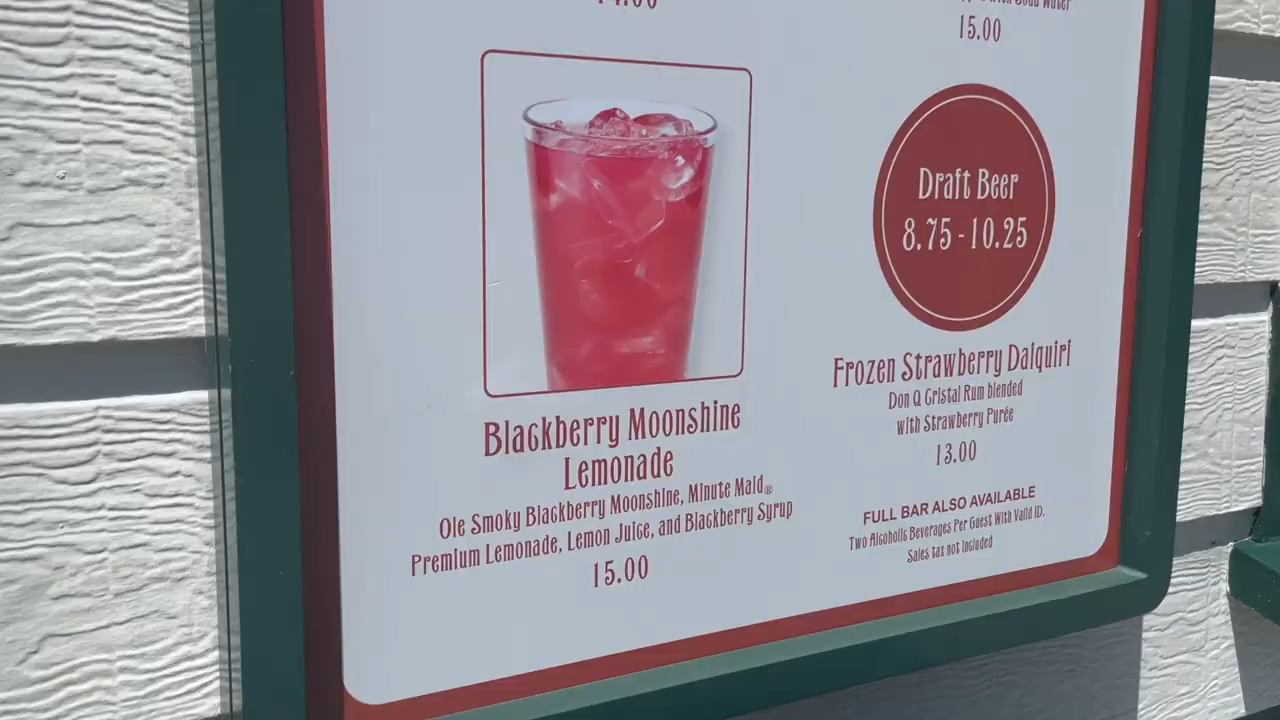 15.00
Blackberry Moonshine
Lemonade
Ole Smoky Blackberry Moonshine, Minute Maid®
Premium Lemonade, Lemon Juice, and Blackberry Syrup
15.00
Draft Beer
8.75 - 10.25
Frozen Strawberry Daiquiri
Don Q Cristal Rum blended
with Strawberry Purée
13.00
FULL BAR ALSO AVAILABLE
Two Alcoholic Beverages Per Guest With Valid ID.
Sales tax not included